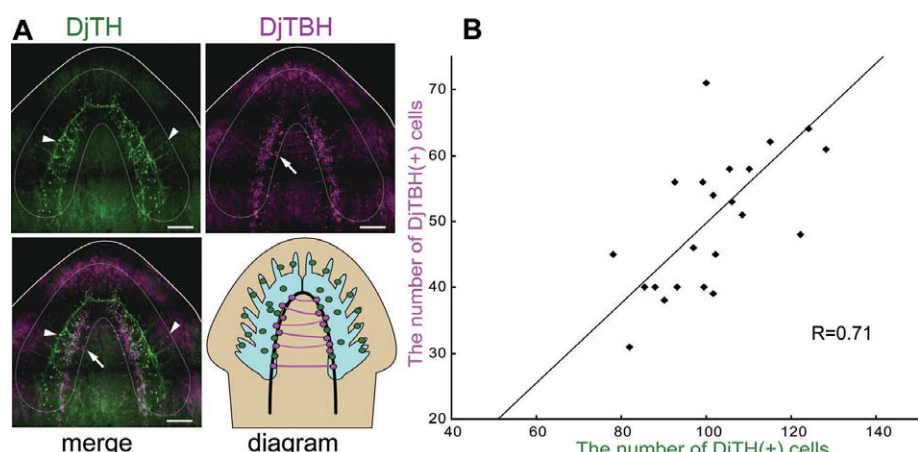 A
DjTH
DjTBH
merge
diagram
B
The number of DjTBH(+) cells
70
60
50
40
30
20
R=0.71
40 60 80 100 120 140
The number of DjTH(+) cells